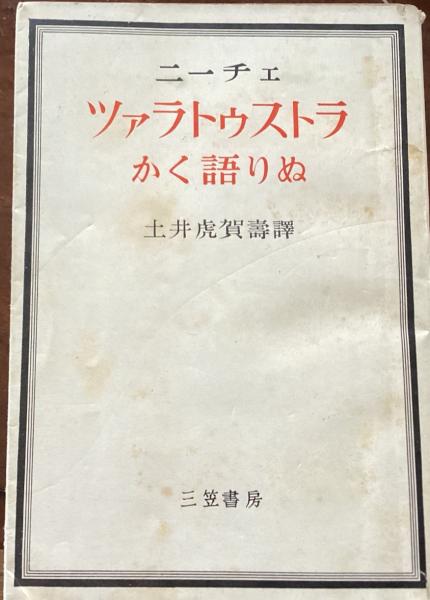 ニーチェ
ツァラトゥストラ
かく語りぬ
土井虎賀壽譯
三笠書房